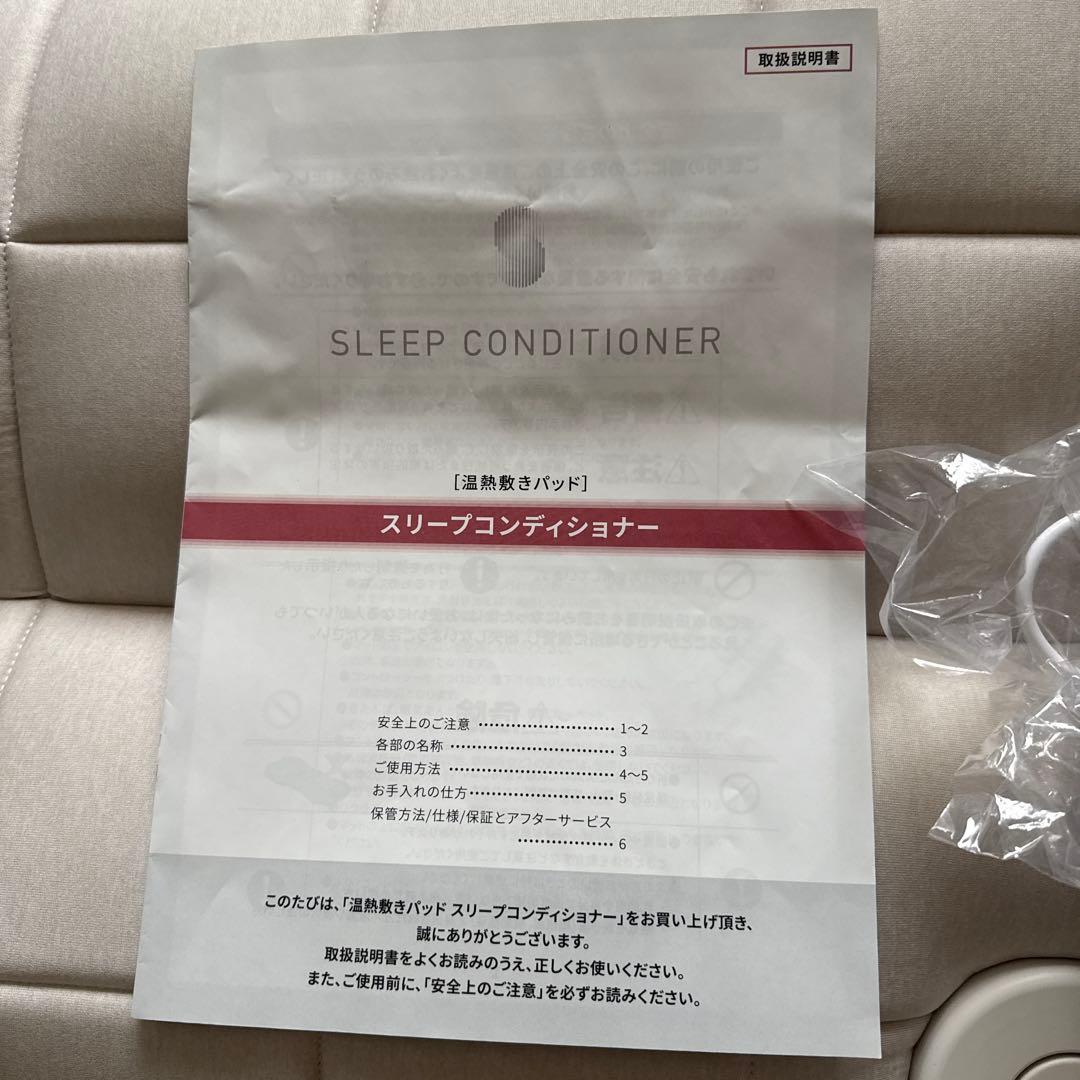 取扱説明書
S
SLEEP CONDITIONER
［温熱敷きパッド］
スリープコンディショナー
安全上のご注意 ························· 1〜2
各部の名称 ······························ 3
ご使用方法 ······························ 4〜5
お手入れの仕方·························· 5
保管方法/仕様/保証とアフターサービス
·················· 6
このたびは、「温熱敷きパッド スリープコンディショナー」をお買い上げ頂き、
誠にありがとうございます。
取扱説明書をよくお読みのうえ、正しくお使いください。
また、ご使用前に、「安全上のご注意」を必ずお読みください。